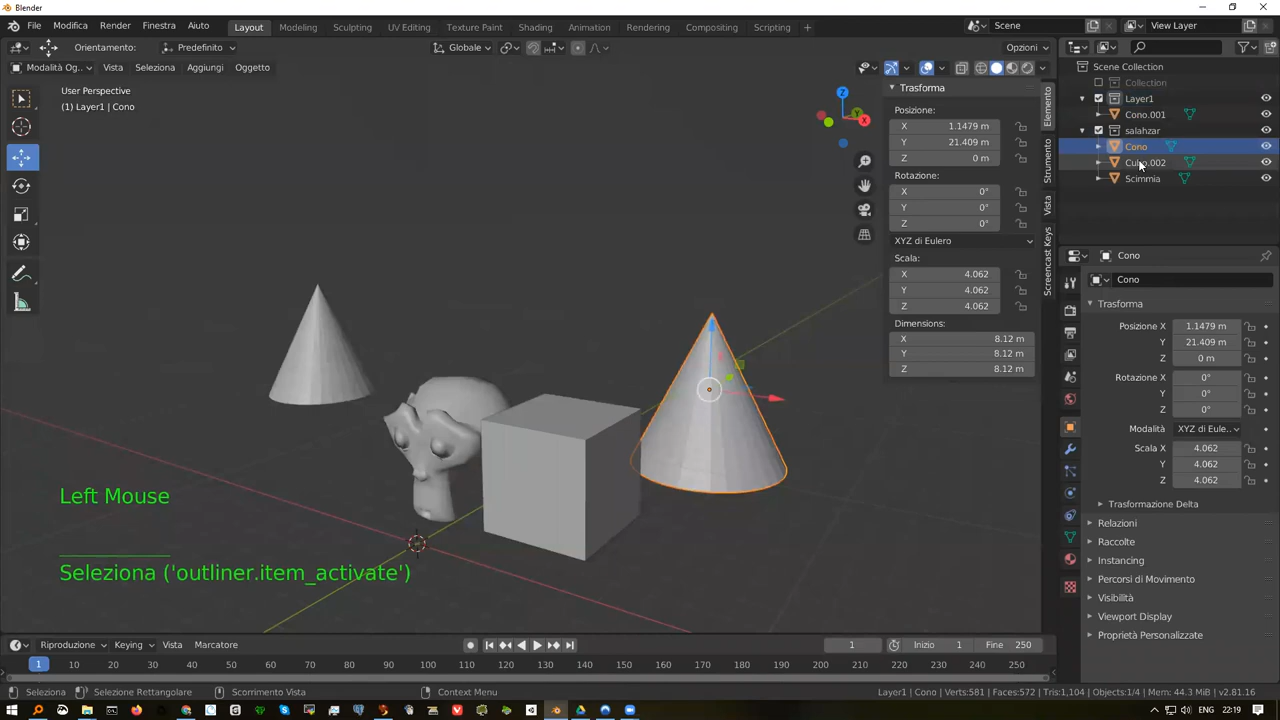 Blender
File Modifica Render Finestra Aiuto
Layout Modeling Sculpting UV Editing Texture Paint Shading Animation Rendering Compositing Scripting +
Scene
View Layer
Orientamento: Predefinito
Globale
Opzioni
Modalità Og..
Vista Seleziona Aggiungi Oggetto
User Perspective
(1) Layer1 | Cono
Z
Y
X
Trasforma
Posizione:
X 1.1479 m
Y 21.409 m
Z 0 m
Rotazione:
X 0°
Y 0°
Z 0°
XYZ di Eulero
Scala:
X 4.062
Y 4.062
Z 4.062
Dimensions:
X 8.12 m
Y 8.12 m
Z 8.12 m
Elemento
Strumento
Vista
Screencast Keys
Scene Collection
Collection
Layer1
Cono.001
salahzar
Cono
.002
Scimmia
Cono
Cono
Trasforma
Posizione X 1.1479 m
Y 21.409 m
Z 0 m
Rotazione X 0°
Y 0°
Z 0°
Modalità XYZ di Eule..
Scala X 4.062
Y 4.062
Z 4.062
Trasformazione Delta
Relazioni
Raccolte
Instancing
Percorsi di Movimento
Visibilità
Viewport Display
Proprietà Personalizzate
Left Mouse
Seleziona ('outliner.item_activate')
Riproduzione Keying Vista Marcatore
1
Inizio 1
Fine 250
1 10 20 30 40 50 60 70 80 90 100 110 120 130 140 150 160 170 180 190 200 210 220 230 240 250
Seleziona Selezione Rettangolare Scorrimento Vista Context Menu
Layer1 | Cono | Verts:581 | Faces:572 | Tris:1,104 | Objects:1/4 | Mem: 44.3 MiB | v2.81.16
ENG 22:19